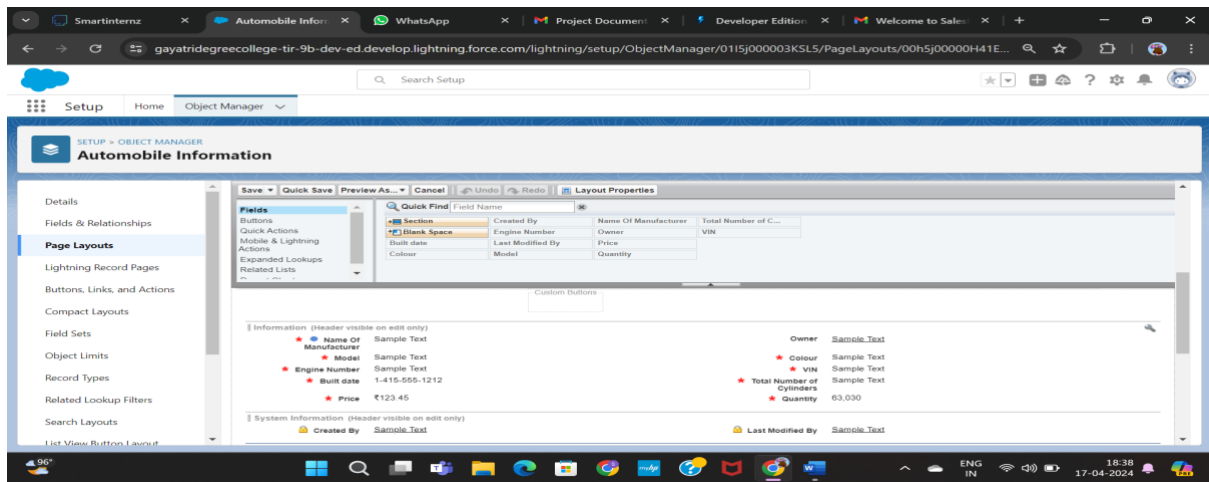 Smartinternz
Automobile Inform
WhatsApp
Project Document
Developer Edition
Welcome to Sales
gayatridegreecollege-tir-9b-dev-ed.develop.lightning.force.com/lightning/setup/ObjectManager/01I5j000003KSL5/PageLayouts/00h5j00000H41E...
Search Setup
Setup Home Object Manager
SETUP > OBJECT MANAGER
Automobile Information
Details
Fields & Relationships
Page Layouts
Lightning Record Pages
Buttons, Links, and Actions
Compact Layouts
Field Sets
Object Limits
Record Types
Related Lookup Filters
Search Layouts
List View Button Layout
Save Quick Save Preview As... Cancel Undo Redo Layout Properties
Fields
Buttons
Quick Actions
Mobile & Lightning
Actions
Expanded Lookups
Related Lists
Quick Find Field Name
Section Created By Name Of Manufacturer Total Number of C...
Blank Space Engine Number Owner VIN
Built date Last Modified By Price
Colour Model Quantity
Custom Buttons
Information (Header visible on edit only)
Name Of Manufacturer Sample Text Owner Sample Text
Model Sample Text Colour Sample Text
Engine Number Sample Text VIN Sample Text
Built date 1-415-555-1212 Total Number of Cylinders Sample Text
Price ₹123.45 Quantity 63,030
System Information (Header visible on edit only)
Created By Sample Text Last Modified By Sample Text
96°
ENG
IN
18:38
17-04-2024